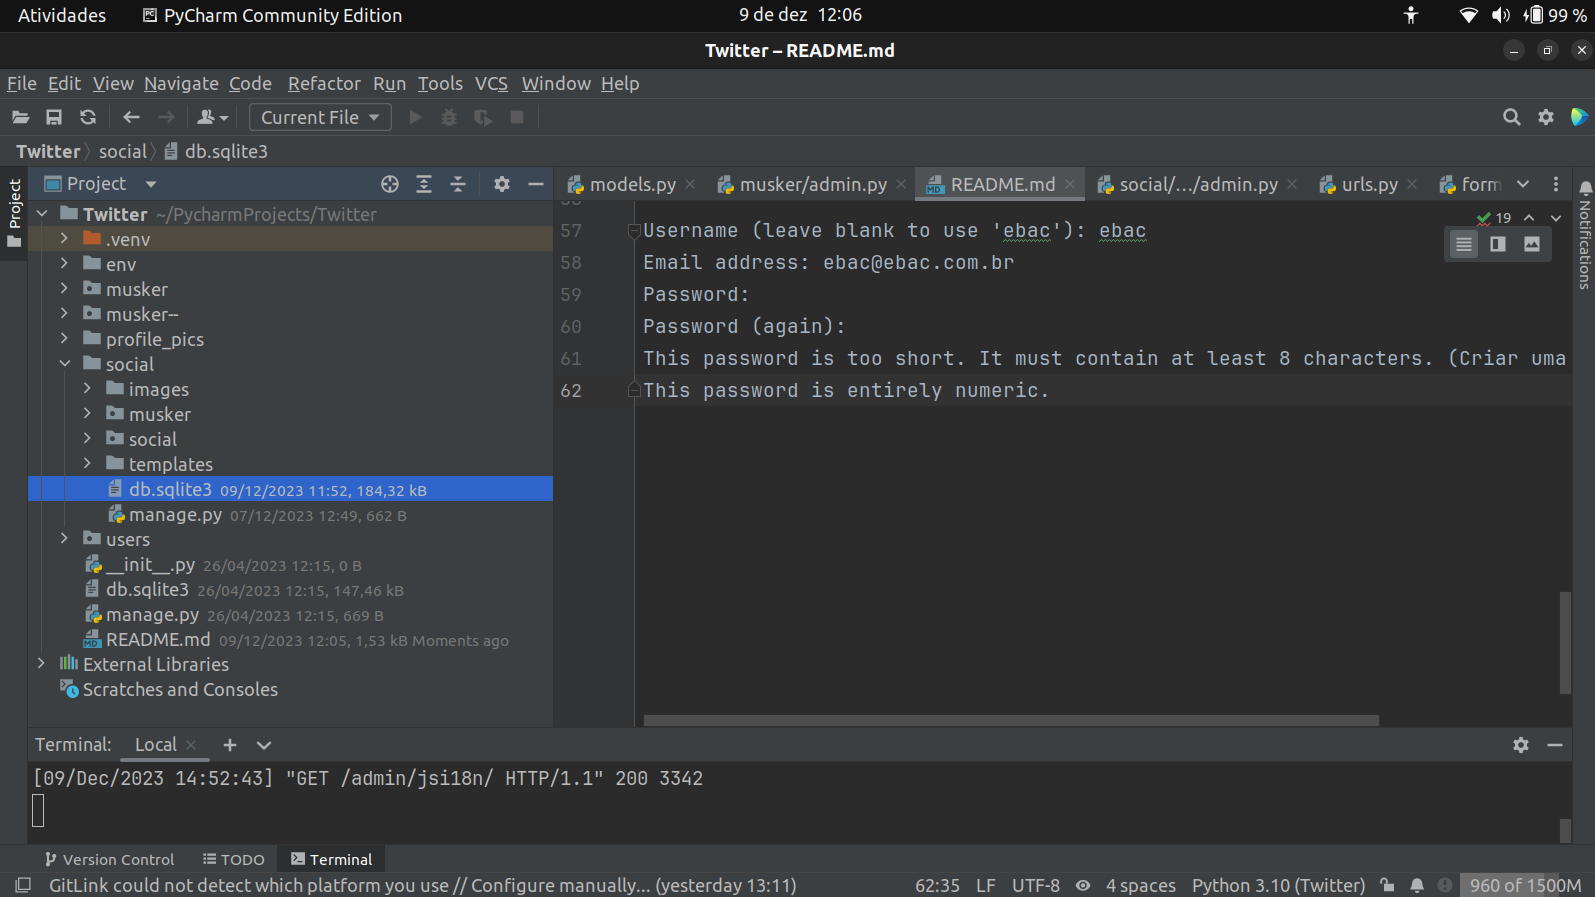 Atividades PyCharm Community Edition 9 de dez 12:06 99 %
Twitter – README.md
File Edit View Navigate Code Refactor Run Tools VCS Window Help
Current File
Twitter social db.sqlite3
Project
Project
models.py musker/admin.py README.md social/.../admin.py urls.py form
Notifications
Twitter ~/PycharmProjects/Twitter
.venv
env
musker
musker--
profile_pics
social
images
musker
social
templates
db.sqlite3 09/12/2023 11:52, 184,32 kB
manage.py 07/12/2023 12:49, 662 B
users
__init__.py 26/04/2023 12:15, 0 B
db.sqlite3 26/04/2023 12:15, 147,46 kB
manage.py 26/04/2023 12:15, 669 B
README.md 09/12/2023 12:05, 1,53 kB Moments ago
External Libraries
Scratches and Consoles
19
57 Username (leave blank to use 'ebac'): ebac
58 Email address: ebac@ebac.com.br
59 Password:
60 Password (again):
61 This password is too short. It must contain at least 8 characters. (Criar uma
62 This password is entirely numeric.
Terminal: Local
[09/Dec/2023 14:52:43] "GET /admin/jsi18n/ HTTP/1.1" 200 3342
Version Control TODO Terminal
GitLink could not detect which platform you use // Configure manually... (yesterday 13:11) 62:35 LF UTF-8 4 spaces Python 3.10 (Twitter) 960 of 1500M